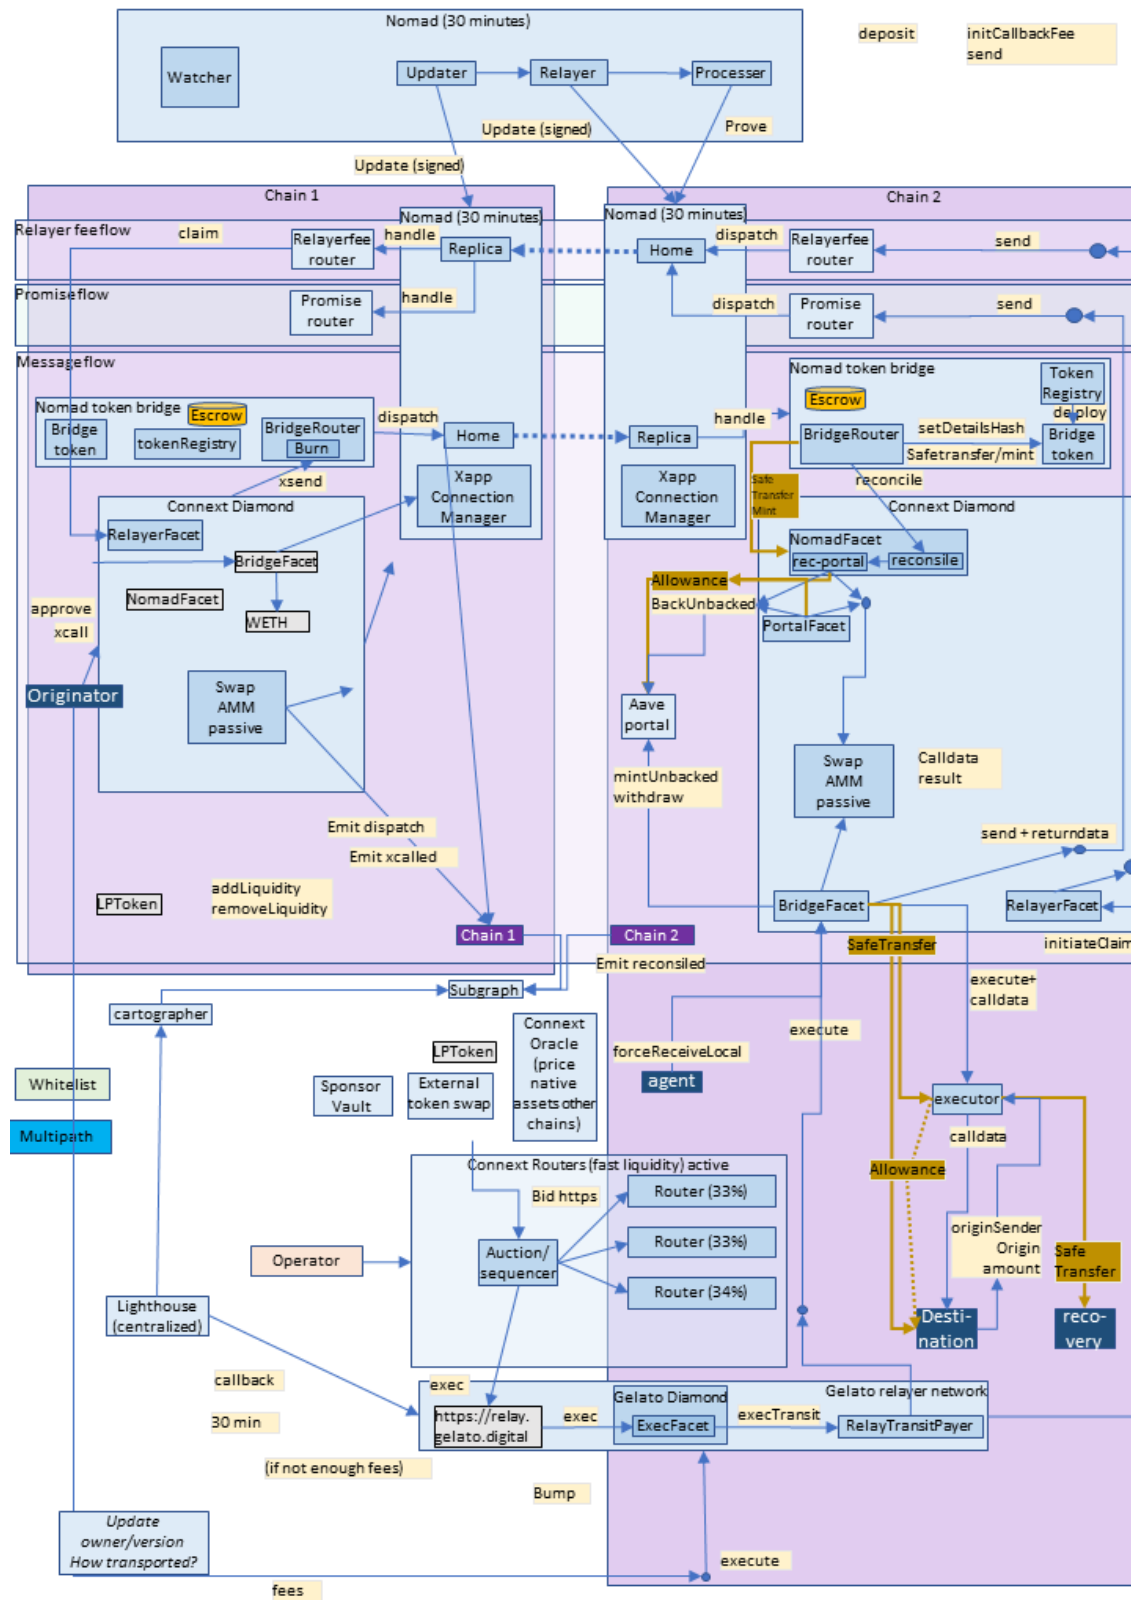 Nomad (30 minutes)
deposit
initCallbackFee
send
Watcher
Updater
Relayer
Processer
Update (signed)
Prove
Update (signed)
Chain 1
Chain 2
Nomad (30 minutes)
Nomad (30 minutes)
Relayer fee flow
claim
Relayerfee
router
handle
Replica
Home
dispatch
Relayerfee
router
send
Promise flow
Promise
router
handle
dispatch
Promise
router
send
Message flow
Nomad token bridge
Escrow
Bridge
token
tokenRegistry
BridgeRouter
Burn
dispatch
Home
Replica
handle
Nomad token bridge
Escrow
Token
Registry
deploy
BridgeRouter
setDetailsHash
Safetransfer/mint
Bridge
token
xsend
Xapp
Connection
Manager
Xapp
Connection
Manager
reconcile
Safe
Transfer
Mint
Connext Diamond
RelayerFacet
BridgeFacet
NomadFacet
WETH
Connext Diamond
NomadFacet
rec-portal
reconsile
Allowance
BackUnbacked
PortalFacet
approve
xcall
Originator
Swap
AMM
passive
Aave
portal
Swap
AMM
passive
Calldata
result
mintUnbacked
withdraw
Emit dispatch
Emit xcalled
send + returndata
LPToken
addLiquidity
removeLiquidity
BridgeFacet
RelayerFacet
Chain 1
Chain 2
SafeTransfer
initiateClaim
Emit reconsiled
Subgraph
cartographer
execute+
calldata
Connext
Oracle
(price
native
assets other
chains)
LPToken
execute
forceReceiveLocal
agent
Whitelist
Sponsor
Vault
External
token swap
executor
Multipath
calldata
Connext Routers (fast liquidity) active
Allowance
Bid https
Router (33%)
Router (33%)
Router (34%)
Auction/
sequencer
Operator
originSender
Origin
amount
Safe
Transfer
Lighthouse
(centralized)
Desti-
nation
reco-
very
callback
exec
30 min
https://relay.
gelato.digital
exec
Gelato Diamond
ExecFacet
execTransit
Gelato relayer network
RelayTransitPayer
(if not enough fees)
Bump
Update
owner/version
How transported?
execute
fees